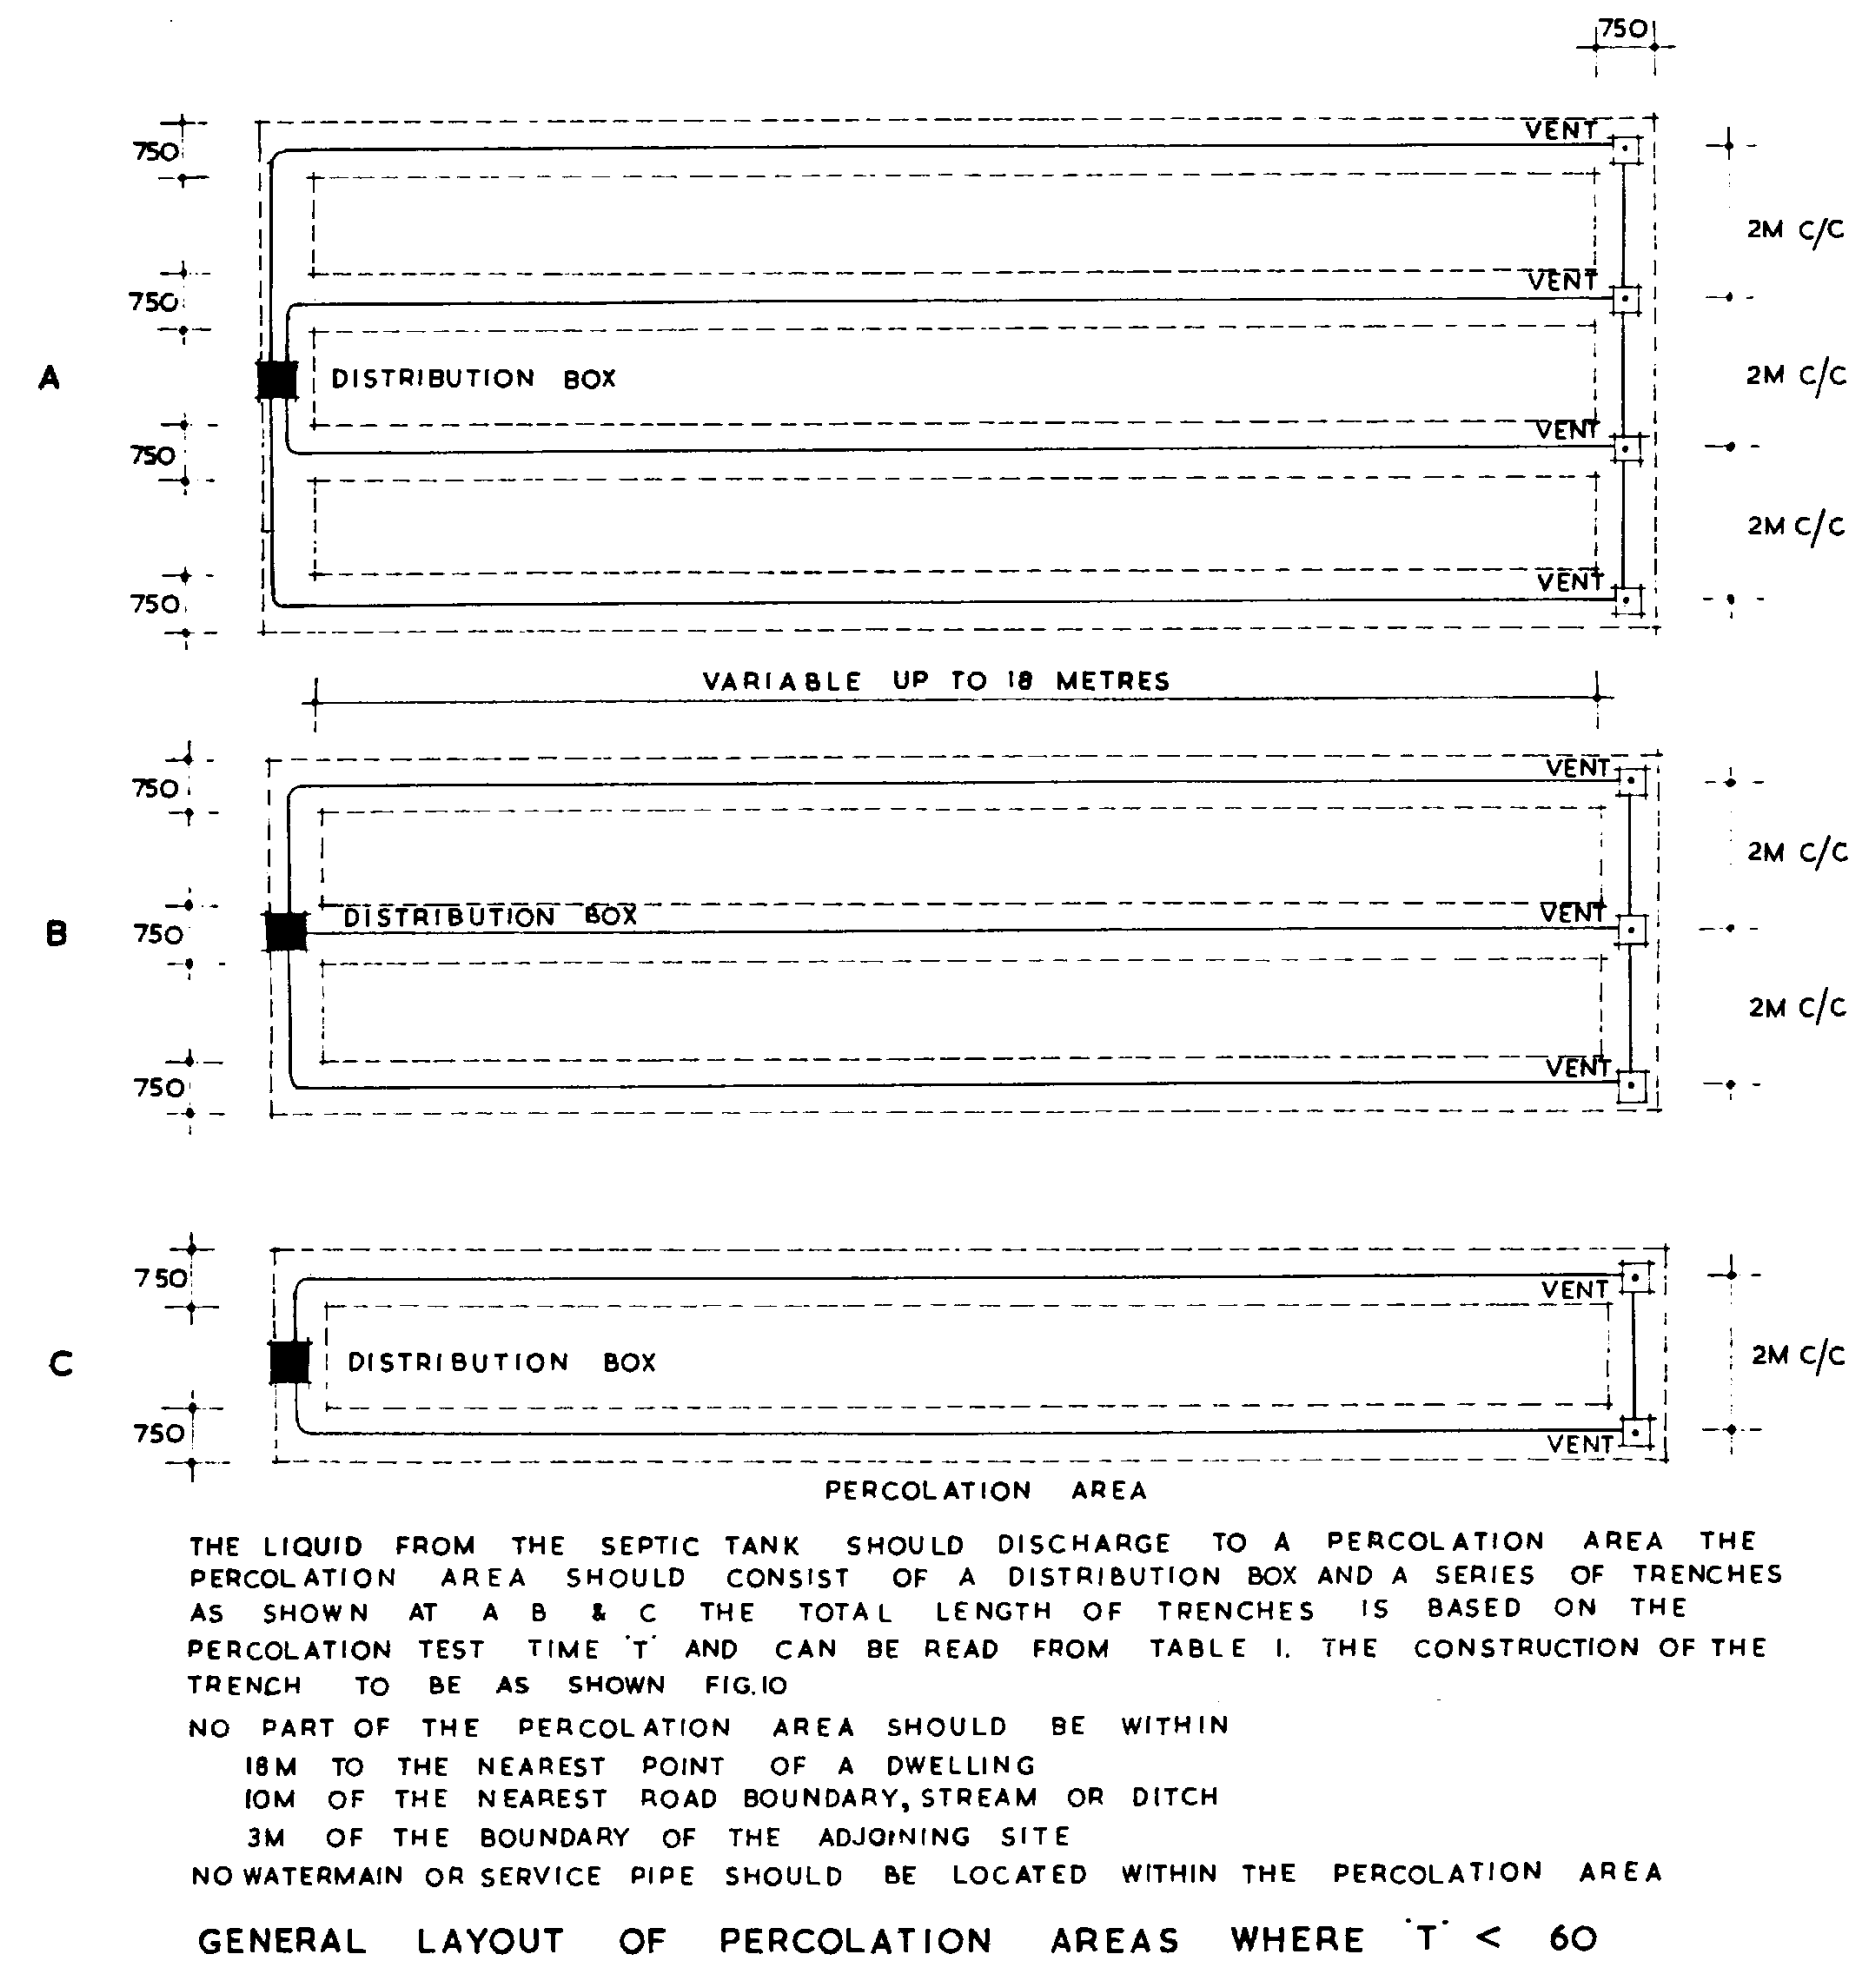 750
VENT
750
2M C/C
VENT
750
A
DISTRIBUTION BOX
2M C/C
VENT
750
2M C/C
VENT
750
VARIABLE UP TO 18 METRES
VENT
750
2M C/C
DISTRIBUTION BOX
VENT
B
750
2M C/C
VENT
750
750
VENT
C
DISTRIBUTION BOX
2M C/C
750
VENT
PERCOLATION AREA
THE LIQUID FROM THE SEPTIC TANK SHOULD DISCHARGE TO A PERCOLATION AREA THE
PERCOLATION AREA SHOULD CONSIST OF A DISTRIBUTION BOX AND A SERIES OF TRENCHES
AS SHOWN AT A B & C THE TOTAL LENGTH OF TRENCHES IS BASED ON THE
PERCOLATION TEST TIME 'T' AND CAN BE READ FROM TABLE 1. THE CONSTRUCTION OF THE
TRENCH TO BE AS SHOWN FIG.10
NO PART OF THE PERCOLATION AREA SHOULD BE WITHIN
18M TO THE NEAREST POINT OF A DWELLING
10M OF THE NEAREST ROAD BOUNDARY, STREAM OR DITCH
3M OF THE BOUNDARY OF THE ADJOINING SITE
NO WATERMAIN OR SERVICE PIPE SHOULD BE LOCATED WITHIN THE PERCOLATION AREA
GENERAL LAYOUT OF PERCOLATION AREAS WHERE 'T' < 60